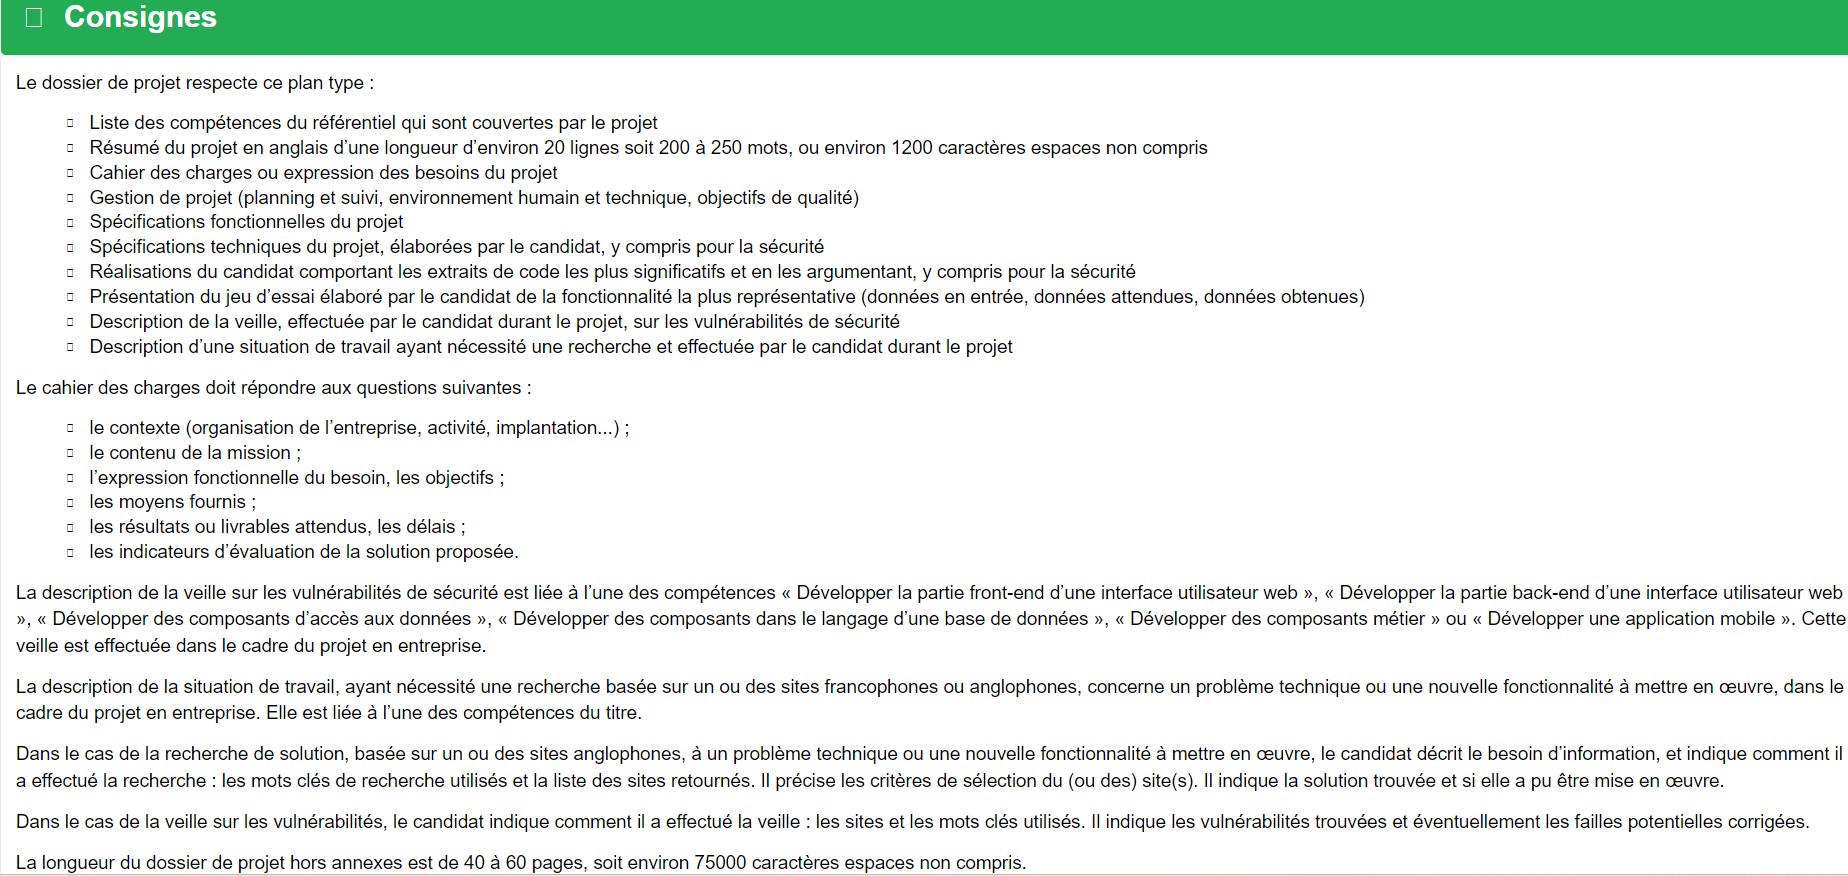 Consignes
Le dossier de projet respecte ce plan type :
Liste des compétences du référentiel qui sont couvertes par le projet
Résumé du projet en anglais d’une longueur d’environ 20 lignes soit 200 à 250 mots, ou environ 1200 caractères espaces non compris
Cahier des charges ou expression des besoins du projet
Gestion de projet (planning et suivi, environnement humain et technique, objectifs de qualité)
Spécifications fonctionnelles du projet
Spécifications techniques du projet, élaborées par le candidat, y compris pour la sécurité
Réalisations du candidat comportant les extraits de code les plus significatifs et en les argumentant, y compris pour la sécurité
Présentation du jeu d’essai élaboré par le candidat de la fonctionnalité la plus représentative (données en entrée, données attendues, données obtenues)
Description de la veille, effectuée par le candidat durant le projet, sur les vulnérabilités de sécurité
Description d’une situation de travail ayant nécessité une recherche et effectuée par le candidat durant le projet
Le cahier des charges doit répondre aux questions suivantes :
le contexte (organisation de l’entreprise, activité, implantation...) ;
le contenu de la mission ;
l’expression fonctionnelle du besoin, les objectifs ;
les moyens fournis ;
les résultats ou livrables attendus, les délais ;
les indicateurs d’évaluation de la solution proposée.
La description de la veille sur les vulnérabilités de sécurité est liée à l’une des compétences « Développer la partie front-end d’une interface utilisateur web », « Développer la partie back-end d’une interface utilisateur web
», « Développer des composants d’accès aux données », « Développer des composants dans le langage d’une base de données », « Développer des composants métier » ou « Développer une application mobile ». Cette
veille est effectuée dans le cadre du projet en entreprise.
La description de la situation de travail, ayant nécessité une recherche basée sur un ou des sites francophones ou anglophones, concerne un problème technique ou une nouvelle fonctionnalité à mettre en œuvre, dans le
cadre du projet en entreprise. Elle est liée à l’une des compétences du titre.
Dans le cas de la recherche de solution, basée sur un ou des sites anglophones, à un problème technique ou une nouvelle fonctionnalité à mettre en œuvre, le candidat décrit le besoin d’information, et indique comment il
a effectué la recherche : les mots clés de recherche utilisés et la liste des sites retournés. Il précise les critères de sélection du (ou des) site(s). Il indique la solution trouvée et si elle a pu être mise en œuvre.
Dans le cas de la veille sur les vulnérabilités, le candidat indique comment il a effectué la veille : les sites et les mots clés utilisés. Il indique les vulnérabilités trouvées et éventuellement les failles potentielles corrigées.
La longueur du dossier de projet hors annexes est de 40 à 60 pages, soit environ 75000 caractères espaces non compris.